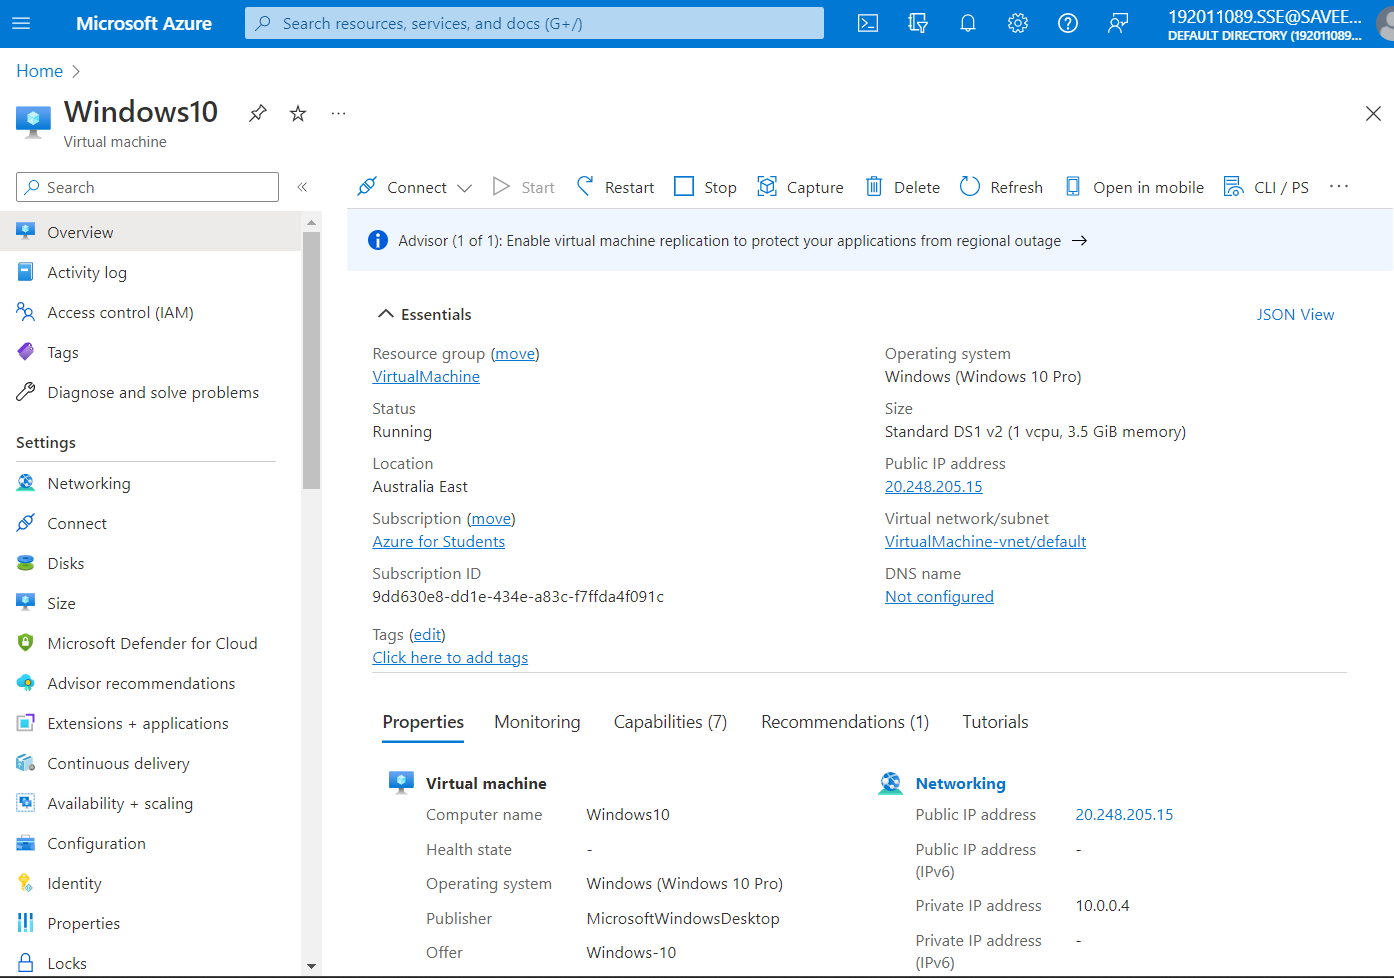 Microsoft Azure
Search resources, services, and docs (G+/)
192011089.SSE@SAVEE...
DEFAULT DIRECTORY (192011089...
Home
Windows10
Virtual machine
Search
Connect
Start
Restart
Stop
Capture
Delete
Refresh
Open in mobile
CLI / PS
Overview
Activity log
Access control (IAM)
Tags
Diagnose and solve problems
Settings
Networking
Connect
Disks
Size
Microsoft Defender for Cloud
Advisor recommendations
Extensions + applications
Continuous delivery
Availability + scaling
Configuration
Identity
Properties
Locks
Advisor (1 of 1): Enable virtual machine replication to protect your applications from regional outage →
Essentials
JSON View
Resource group (move)
VirtualMachine
Status
Running
Location
Australia East
Subscription (move)
Azure for Students
Subscription ID
9dd630e8-dd1e-434e-a83c-f7ffda4f091c
Tags (edit)
Click here to add tags
Operating system
Windows (Windows 10 Pro)
Size
Standard DS1 v2 (1 vcpu, 3.5 GiB memory)
Public IP address
20.248.205.15
Virtual network/subnet
VirtualMachine-vnet/default
DNS name
Not configured
Properties
Monitoring
Capabilities (7)
Recommendations (1)
Tutorials
Virtual machine
Computer name Windows10
Health state -
Operating system Windows (Windows 10 Pro)
Publisher MicrosoftWindowsDesktop
Offer Windows-10
Networking
Public IP address 20.248.205.15
Public IP address -
(IPv6)
Private IP address 10.0.0.4
Private IP address -
(IPv6)